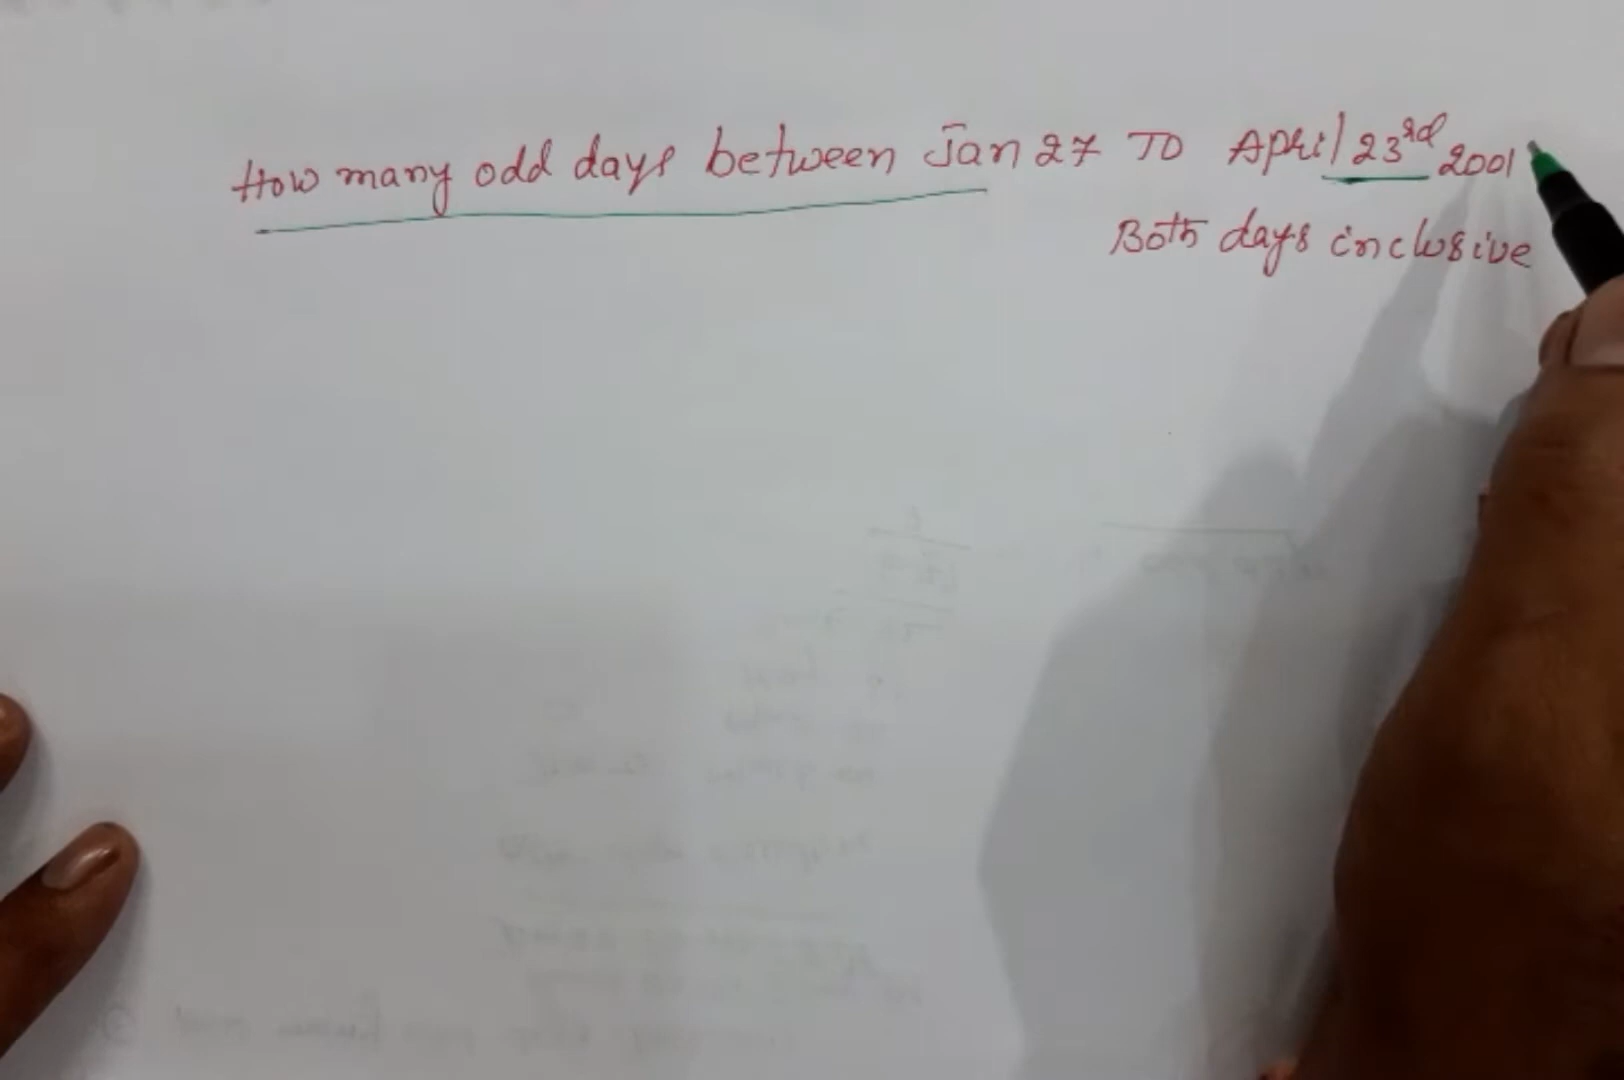 How many odd days between Jan 27 TO April 23rd 2001
Both days inclusive